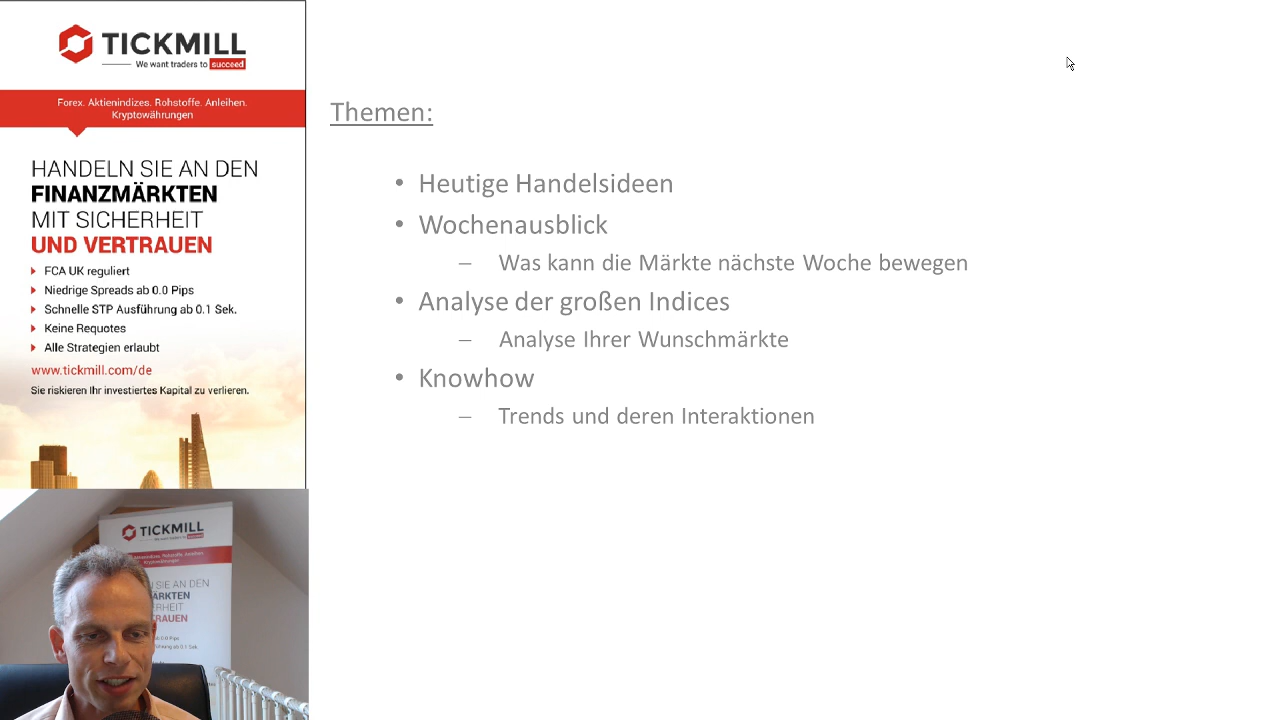 TICKMILL
We want traders to succeed
Forex. Aktienindizes. Rohstoffe. Anleihen.
Kryptowährungen
HANDELN SIE AN DEN
FINANZMÄRKTEN
MIT SICHERHEIT
UND VERTRAUEN
FCA UK reguliert
Niedrige Spreads ab 0.0 Pips
Schnelle STP Ausführung ab 0.1 Sek.
Keine Requotes
Alle Strategien erlaubt
www.tickmill.com/de
Sie riskieren Ihr investiertes Kapital zu verlieren.
Themen:
• Heutige Handelsideen
• Wochenausblick
– Was kann die Märkte nächste Woche bewegen
• Analyse der großen Indices
– Analyse Ihrer Wunschmärkte
• Knowhow
– Trends und deren Interaktionen
TICKMILL
SIE AN DEN
ÄRKTEN
ERHEIT
RAUEN